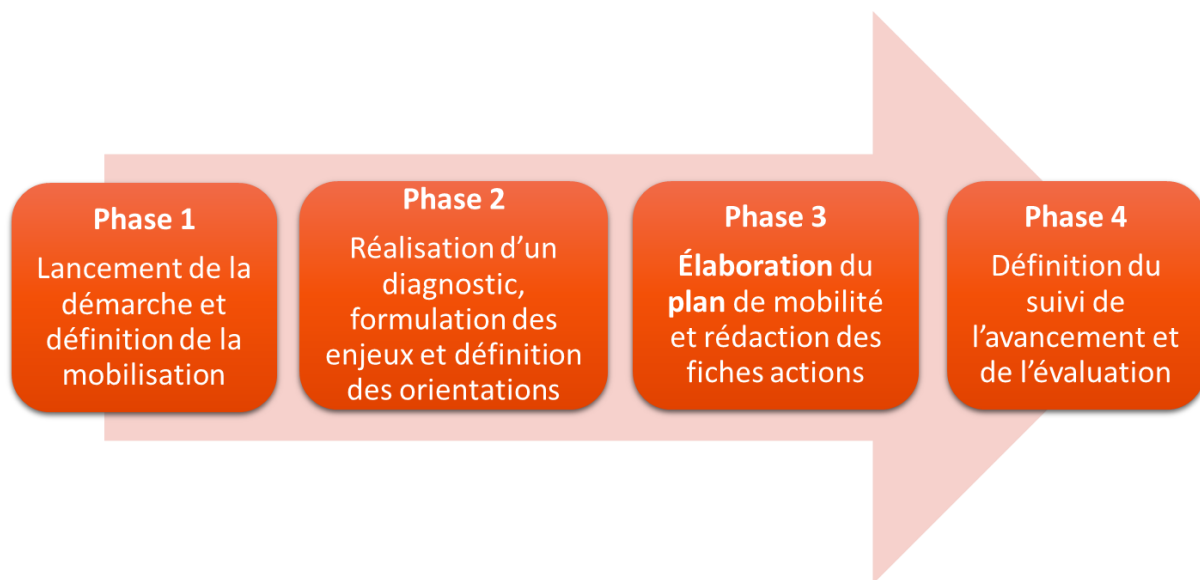 Phase 1
Lancement de la
démarche et
définition de la
mobilisation
Phase 2
Réalisation d’un
diagnostic,
formulation des
enjeux et définition
des orientations
Phase 3
Élaboration du
plan de mobilité
et rédaction des
fiches actions
Phase 4
Définition du
suivi de
l’avancement et
de l’évaluation